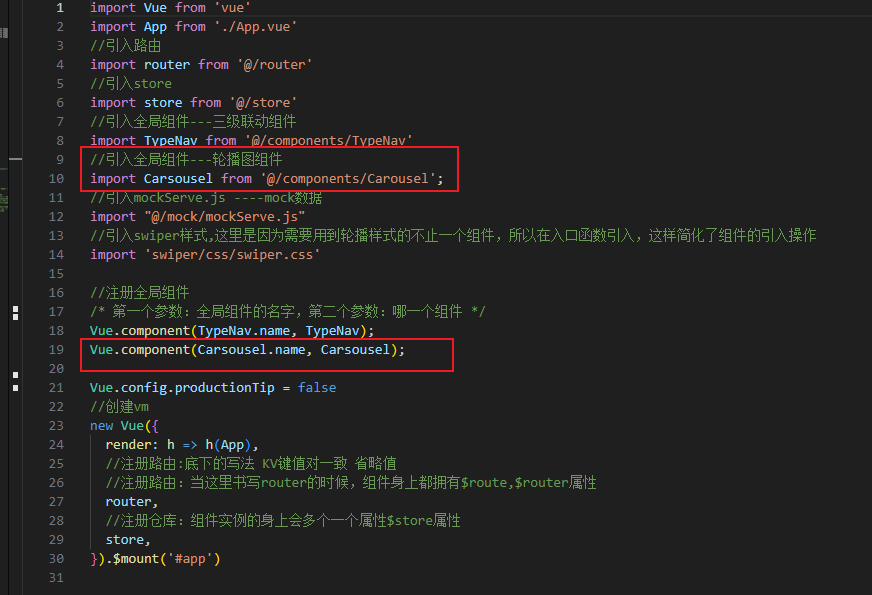 1 import Vue from 'vue'
2 import App from './App.vue'
3 //引入路由
4 import router from '@/router'
5 //引入store
6 import store from '@/store'
7 //引入全局组件---三级联动组件
8 import TypeNav from '@/components/TypeNav'
9 //引入全局组件---轮播图组件
10 import Carsousel from '@/components/Carousel';
11 //引入mockServe.js ----mock数据
12 import "@/mock/mockServe.js"
13 //引入swiper样式,这里是因为需要用到轮播样式的不止一个组件，所以在入口函数引入，这样简化了组件的引入操作
14 import 'swiper/css/swiper.css'
15
16 //注册全局组件
17 /* 第一个参数：全局组件的名字，第二个参数：哪一个组件 */
18 Vue.component(TypeNav.name, TypeNav);
19 Vue.component(Carsousel.name, Carsousel);
20
21 Vue.config.productionTip = false
22 //创建vm
23 new Vue({
24 render: h => h(App),
25 //注册路由:底下的写法 KV键值对一致 省略值
26 //注册路由：当这里书写router的时候，组件身上都拥有$route,$router属性
27 router,
28 //注册仓库：组件实例的身上会多个一个属性$store属性
29 store,
30 }).$mount('#app')
31